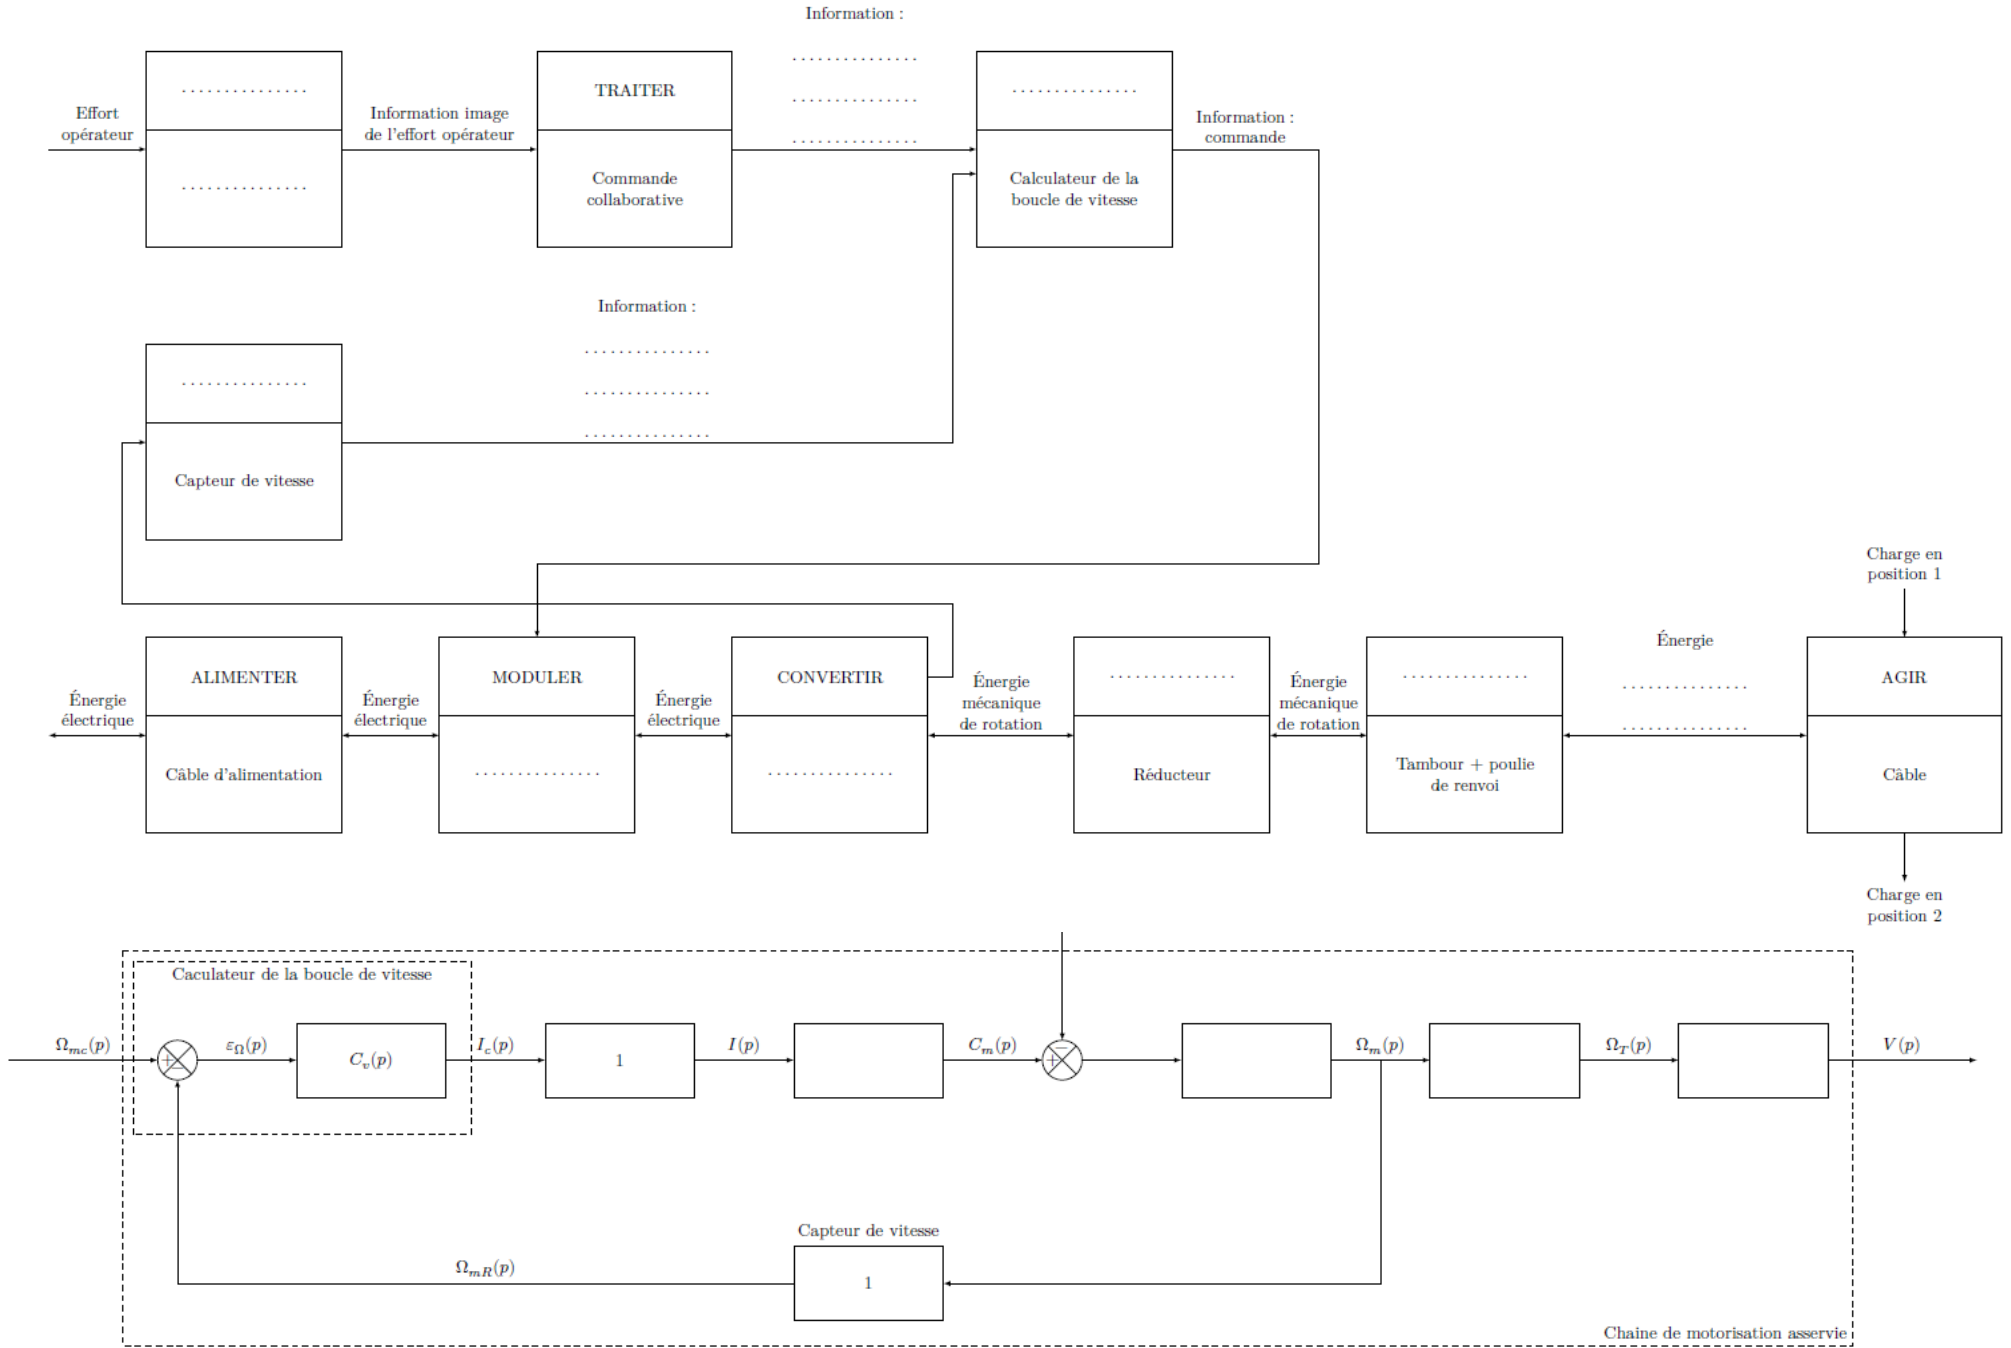 Information :
. . . . . . . . . . . . . . .
. . . . . . . . . . . . . . .
. . . . . . . . . . . . . . .
Effort
opérateur
. . . . . . . . . . . . . . .
. . . . . . . . . . . . . . .
Information image
de l'effort opérateur
TRAITER
Commande
collaborative
. . . . . . . . . . . . . . .
Calculateur de la
boucle de vitesse
Information :
commande
Information :
. . . . . . . . . . . . . . .
. . . . . . . . . . . . . . .
. . . . . . . . . . . . . . .
. . . . . . . . . . . . . . .
Capteur de vitesse
Charge en
position 1
Énergie
électrique
ALIMENTER
Câble d'alimentation
Énergie
électrique
MODULER
. . . . . . . . . . . . . . .
Énergie
électrique
CONVERTIR
. . . . . . . . . . . . . . .
Énergie
mécanique
de rotation
. . . . . . . . . . . . . . .
Réducteur
Énergie
mécanique
de rotation
. . . . . . . . . . . . . . .
Tambour + poulie
de renvoi
Énergie
. . . . . . . . . . . . . . .
. . . . . . . . . . . . . . .
AGIR
Câble
Charge en
position 2
Caculateur de la boucle de vitesse
Ω_{mc}(p)
+
−
ε_Ω(p)
C_v(p)
I_c(p)
1
I(p)
C_m(p)
−
+
Ω_m(p)
Ω_T(p)
V(p)
Capteur de vitesse
Ω_{mR}(p)
1
Chaine de motorisation asservie